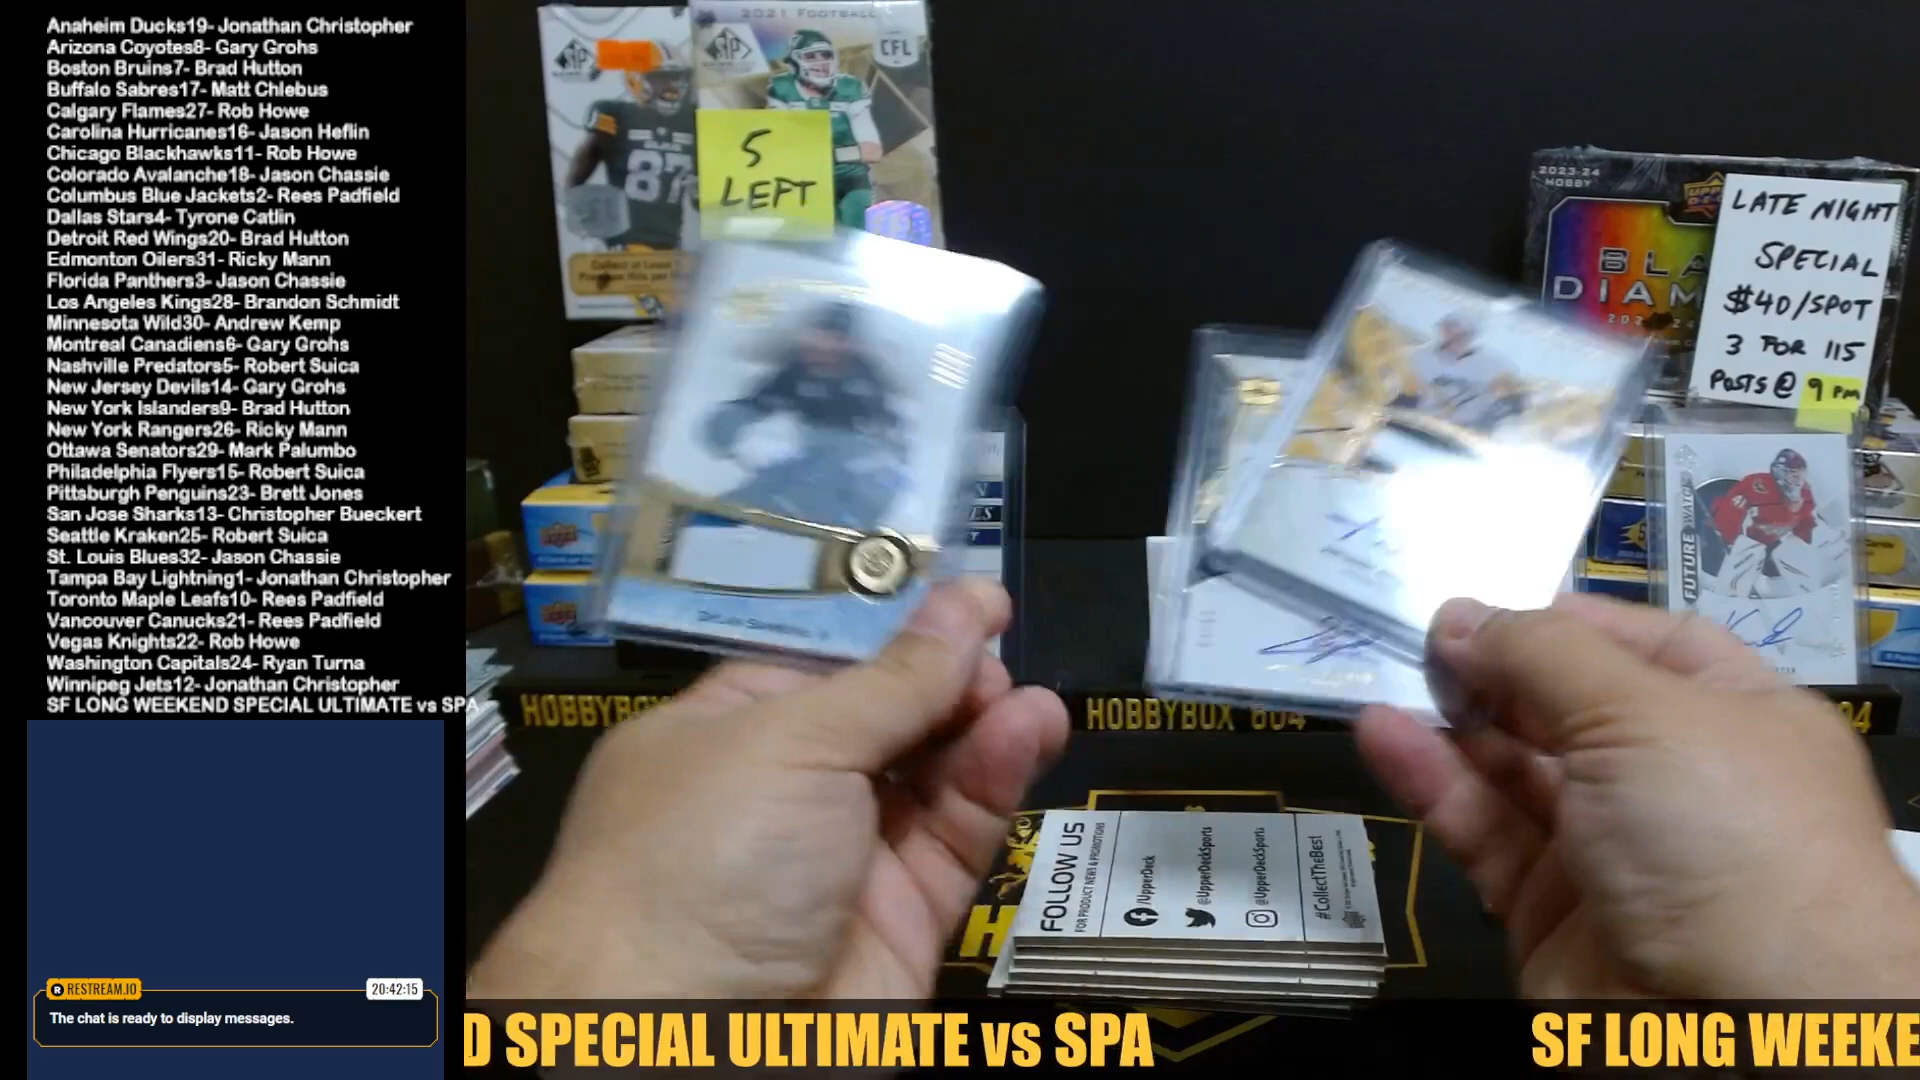 Anaheim Ducks19- Jonathan Christopher
Arizona Coyotes8- Gary Grohs
Boston Bruins7- Brad Hutton
Buffalo Sabres17- Matt Chlebus
Calgary Flames27- Rob Howe
Carolina Hurricanes16- Jason Heflin
Chicago Blackhawks11- Rob Howe
Colorado Avalanche18- Jason Chassie
Columbus Blue Jackets2- Rees Padfield
Dallas Stars4- Tyrone Catlin
Detroit Red Wings20- Brad Hutton
Edmonton Oilers31- Ricky Mann
Florida Panthers3- Jason Chassie
Los Angeles Kings28- Brandon Schmidt
Minnesota Wild30- Andrew Kemp
Montreal Canadiens6- Gary Grohs
Nashville Predators5- Robert Suica
New Jersey Devils14- Gary Grohs
New York Islanders9- Brad Hutton
New York Rangers26- Ricky Mann
Ottawa Senators29- Mark Palumbo
Philadelphia Flyers15- Robert Suica
Pittsburgh Penguins23- Brett Jones
San Jose Sharks13- Christopher Bueckert
Seattle Kraken25- Robert Suica
St. Louis Blues32- Jason Chassie
Tampa Bay Lightning1- Jonathan Christopher
Toronto Maple Leafs10- Rees Padfield
Vancouver Canucks21- Rees Padfield
Vegas Knights22- Rob Howe
Washington Capitals24- Ryan Turna
Winnipeg Jets12- Jonathan Christopher
SF LONG WEEKEND SPECIAL ULTIMATE vs SPA
RESTREAM.IO
20:42:15
The chat is ready to display messages.
2021 FOOTBALL
SP
CFL
87
5
LEFT
2023-24
HOBBY
LATE NIGHT
SPECIAL
$40/SPOT
3 FOR 115
POSTS @ 9 PM
FUTURE WATCH
HOBBYBOX 604
FOLLOW US
FOR PRODUCT NEWS & PROMOTIONS
/UpperDeck
@UpperDeckSports
@UpperDeckSports
#CollectTheBest
D SPECIAL ULTIMATE vs SPA
SF LONG WEEKE